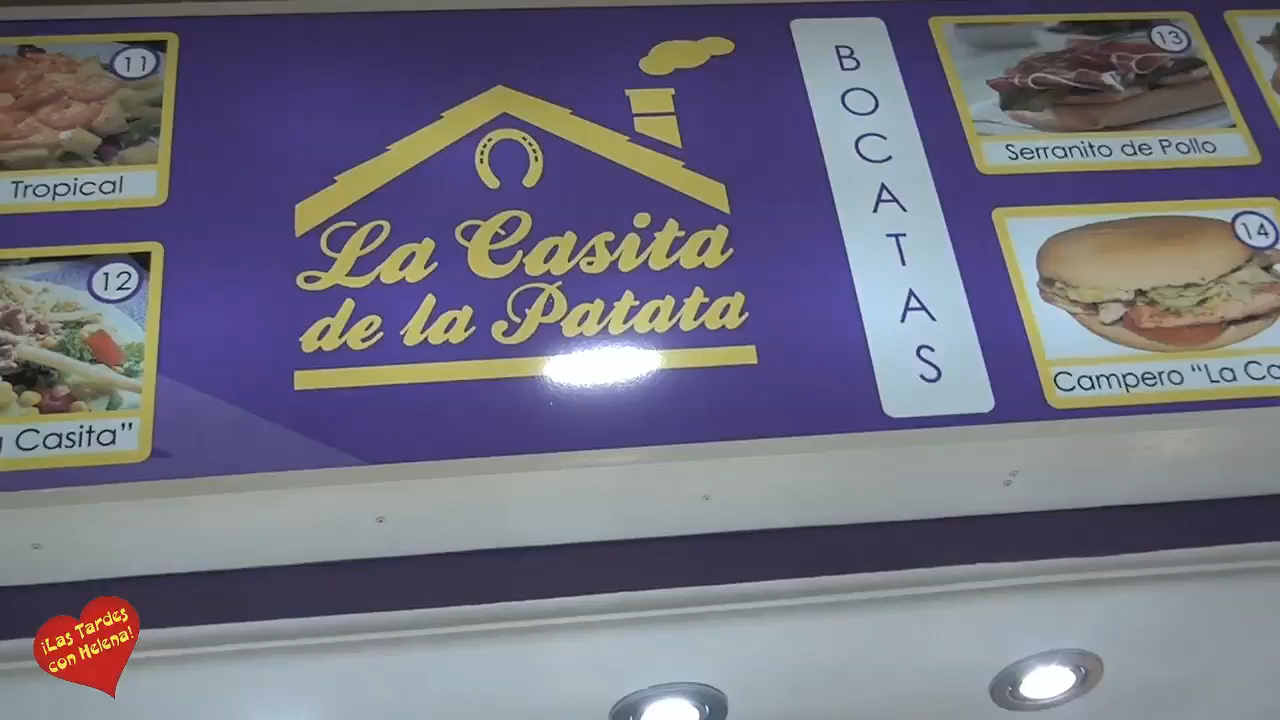 11
Tropical
12
Casita”
La Casita
de la Patata
BOCATAS
13
Serranito de Pollo
14
Campero “La
¡Las Tardes
con Helena!